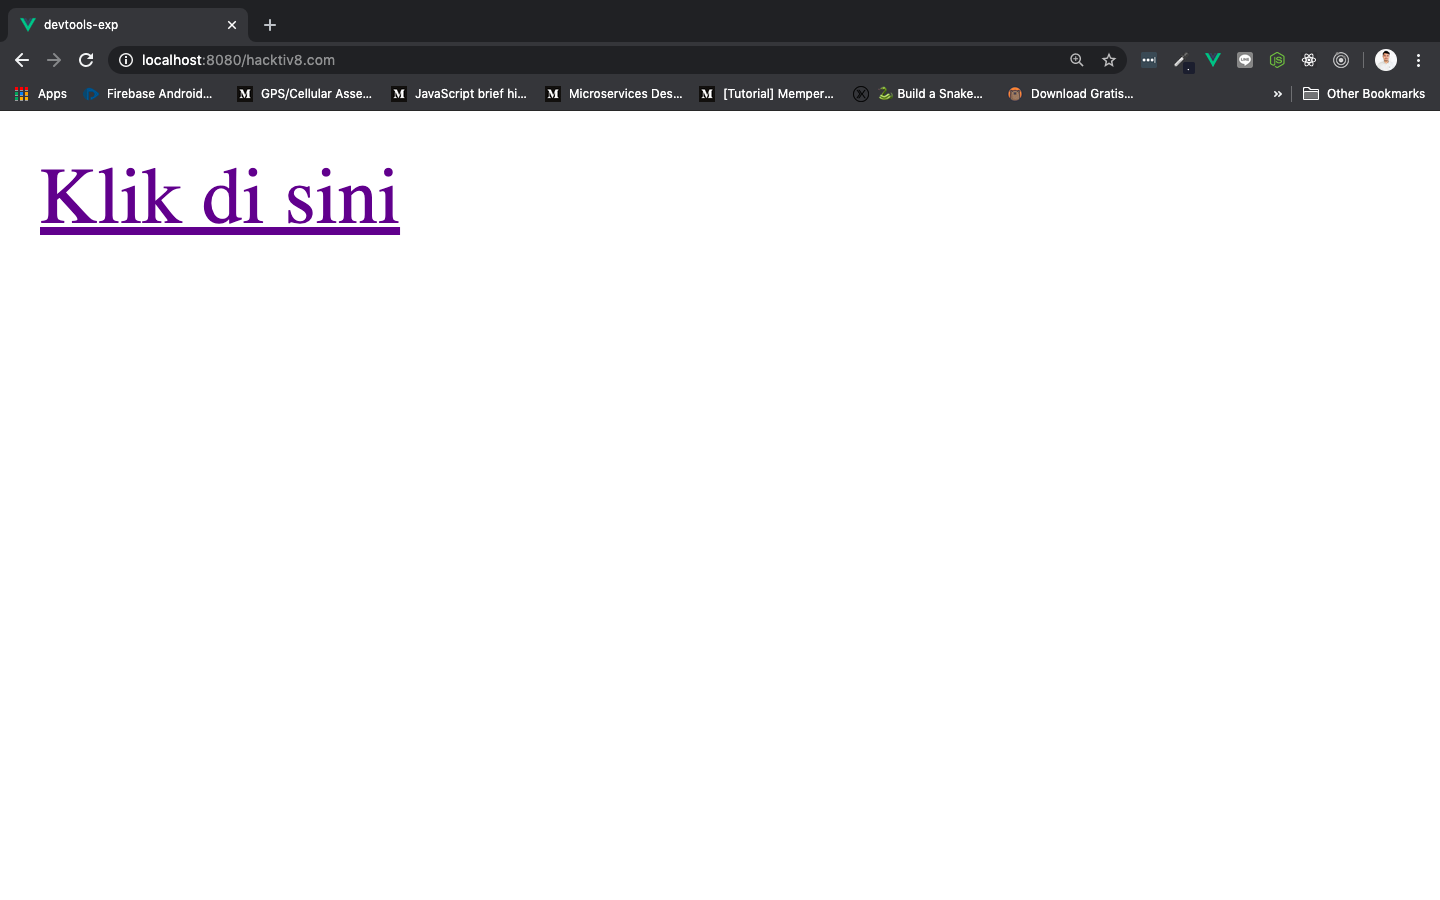 devtools-exp
localhost:8080/hacktiv8.com
Apps Firebase Android... GPS/Cellular Asse... JavaScript brief hi... Microservices Des... [Tutorial] Memper... Build a Snake... Download Gratis... » Other Bookmarks
Klik di sini